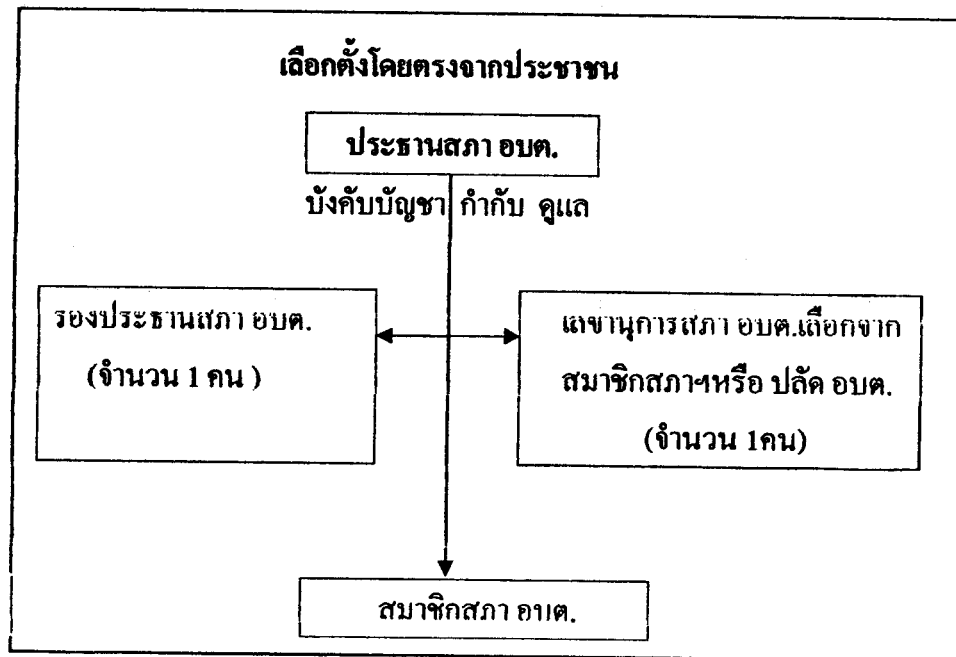 เลือกตั้งโดยตรงจากประชาชน
ประธานสภา อบต.
บังคับบัญชา กำกับ ดูแล
รองประธานสภา อบต.
(จำนวน 1 คน )
เลขานุการสภา อบต.เลือกจาก
สมาชิกสภาฯหรือ ปลัด อบต.
(จำนวน 1คน)
สมาชิกสภา อบต.